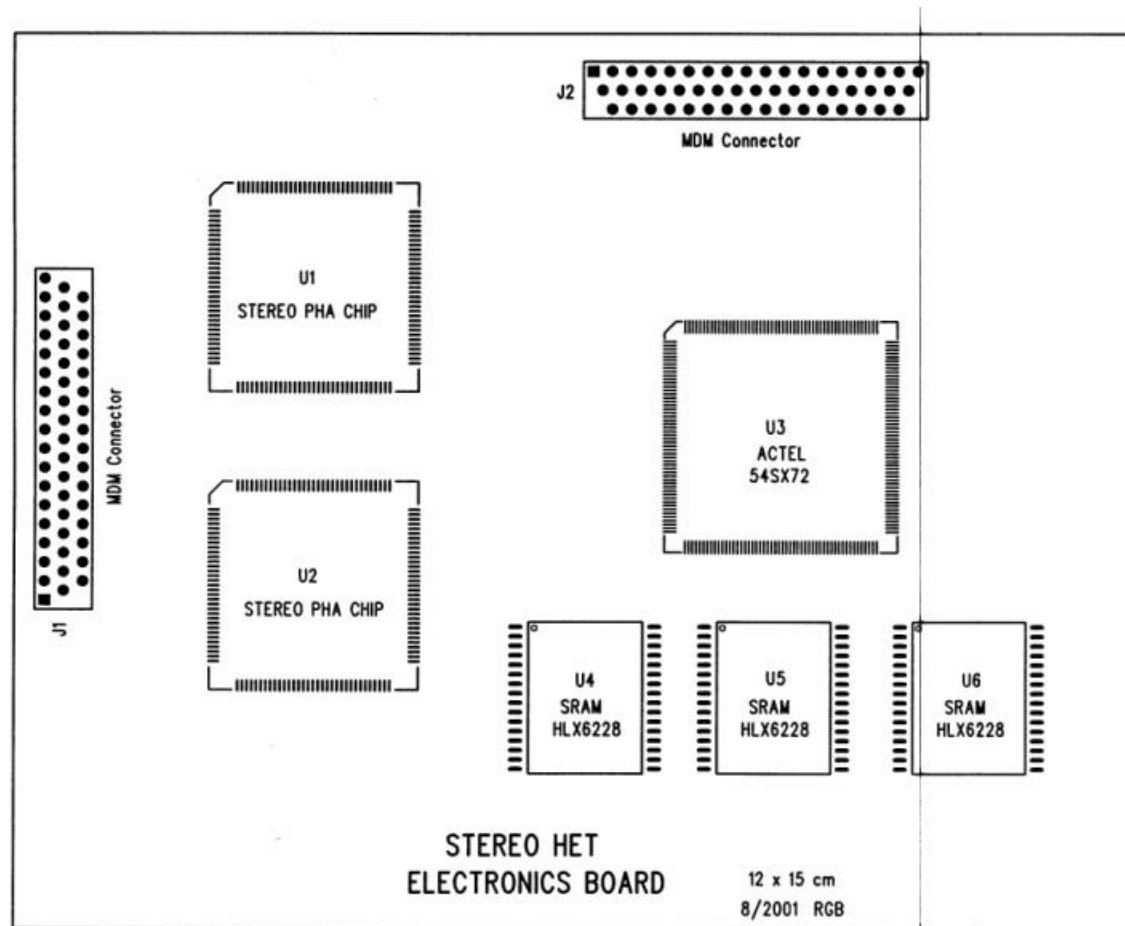 J2
MDM Connector
U1
STEREO PHA CHIP
MDM Connector
J1
U3
ACTEL
54SX72
U2
STEREO PHA CHIP
U4
SRAM
HLX6228
U5
SRAM
HLX6228
U6
SRAM
HLX6228
STEREO HET
ELECTRONICS BOARD
12 x 15 cm
8/2001 RGB